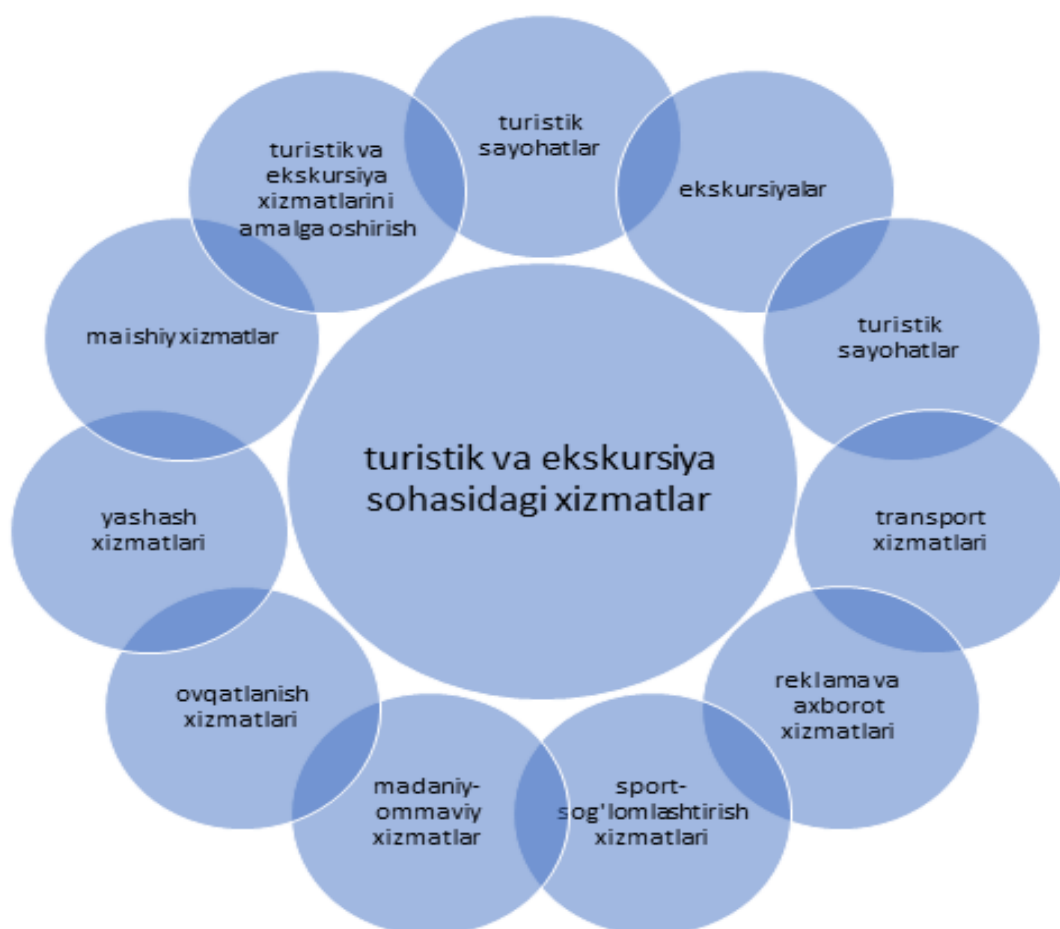 turistik
sayohatlar
ekskursiyalar
turistik
sayohatlar
transport
xizmatlari
reklama va
axborot
xizmatlari
sport-
sog'lomlashtirish
xizmatlari
madaniy-
ommaviy
xizmatlar
ovqatlanish
xizmatlari
yashash
xizmatlari
maishiy xizmatlar
turistik va
ekskursiya
xizmatlarini
amalga oshirish
turistik va ekskursiya
sohasidagi xizmatlar